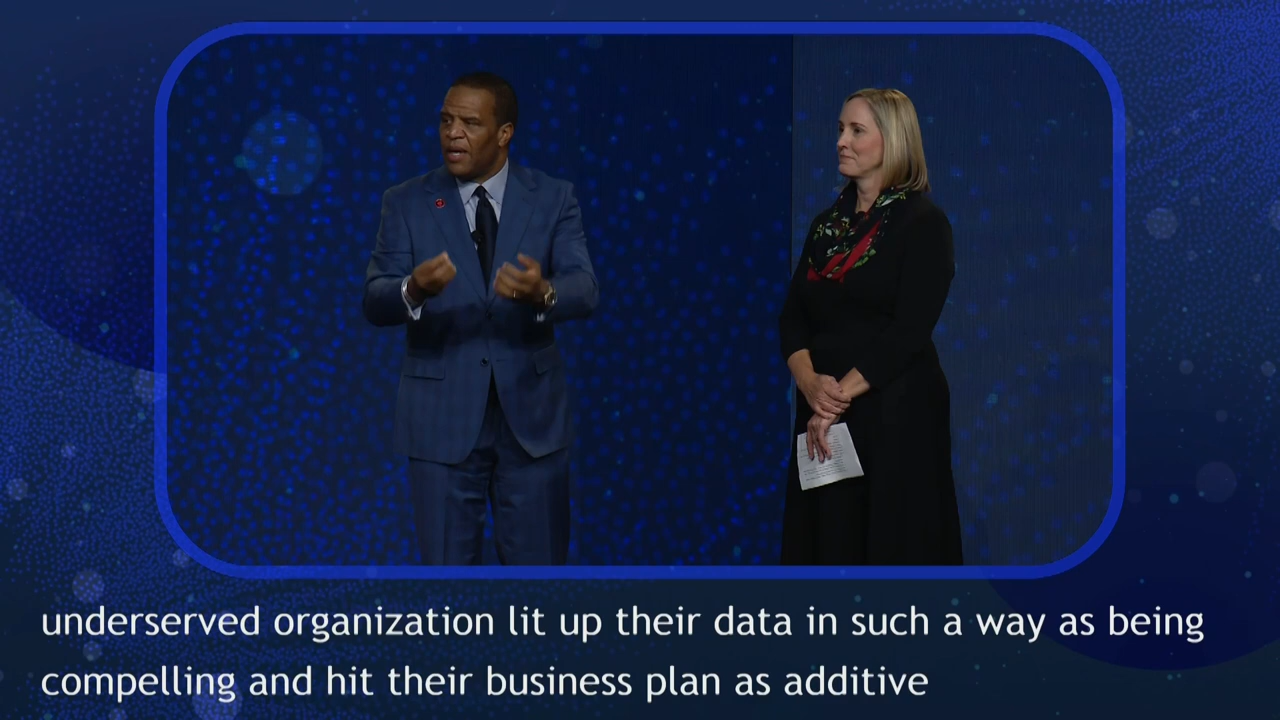 underserved organization lit up their data in such a way as being
compelling and hit their business plan as additive